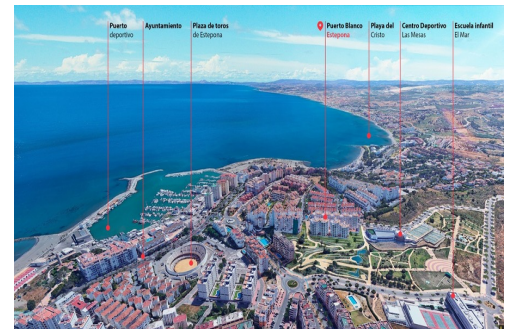 Puerto
deportivo
Ayuntamiento
Plaza de toros
de Estepona
Puerto Blanco
Estepona
Playa del
Cristo
Centro Deportivo
Las Mesas
Escuela infantil
El Mar